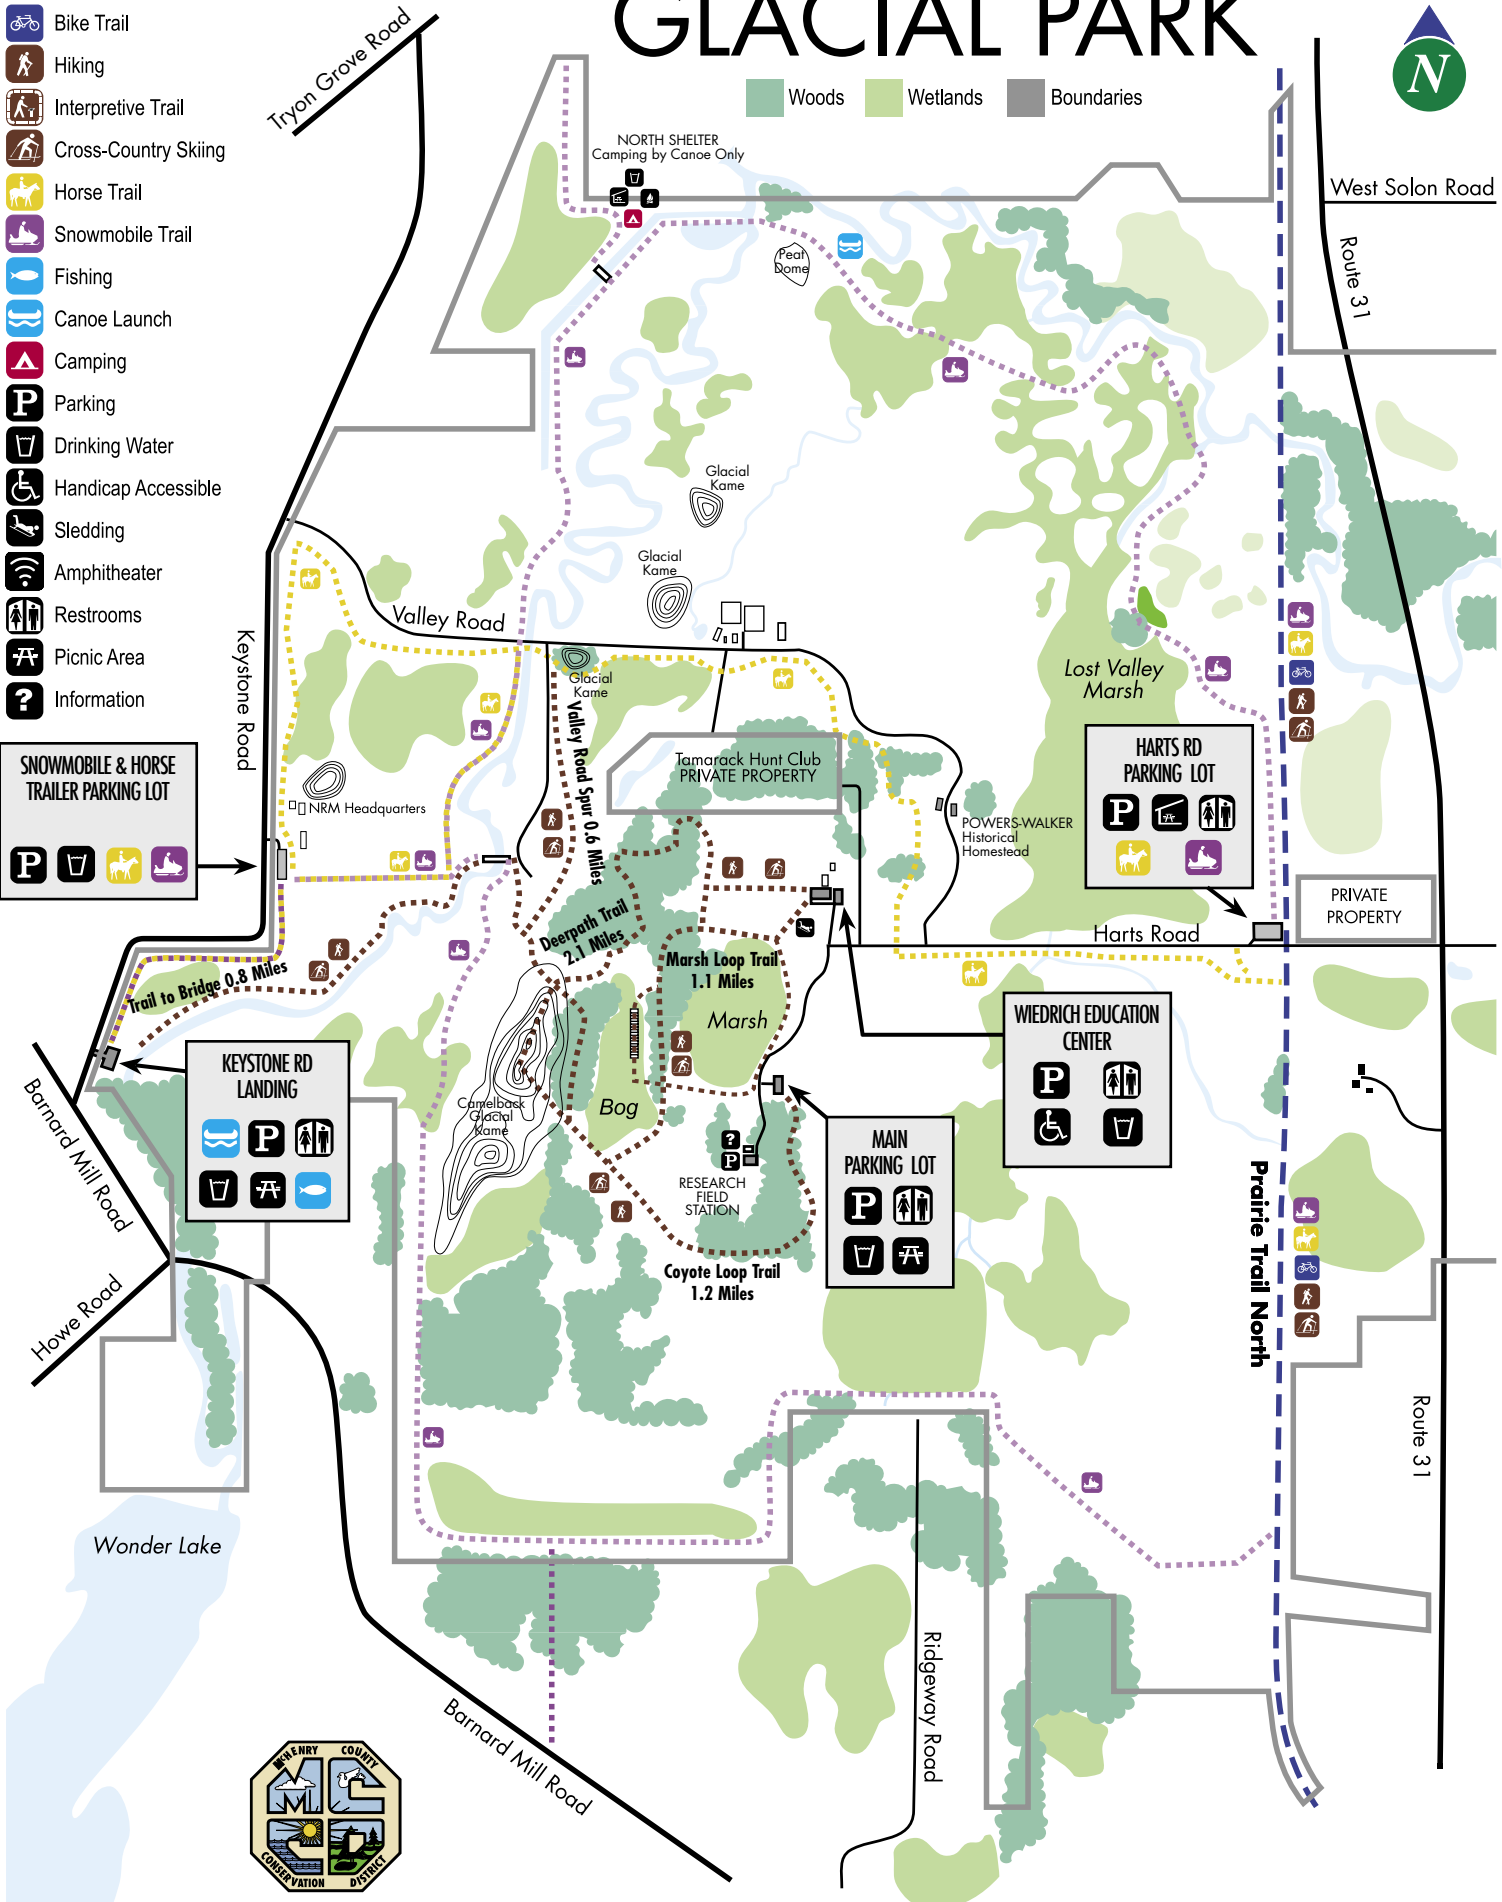 GLACIAL PARK
Bike Trail
Hiking
Interpretive Trail
Cross-Country Skiing
Horse Trail
Snowmobile Trail
Fishing
Canoe Launch
Camping
P
Parking
Drinking Water
Handicap Accessible
Sledding
Amphitheater
Restrooms
Picnic Area
?
Information
Woods
Wetlands
Boundaries
N
Tryon Grove Road
NORTH SHELTER
Camping by Canoe Only
West Solon Road
Route 31
Peat
Dome
Glacial
Kame
Glacial
Kame
Valley Road
Keystone Road
Glacial
Kame
Valley Road Spur 0.6 Miles
Lost Valley
Marsh
SNOWMOBILE & HORSE
TRAILER PARKING LOT
P
NRM Headquarters
Tamarack Hunt Club
PRIVATE PROPERTY
POWERS-WALKER
Historical
Homestead
HARTS RD
PARKING LOT
P
PRIVATE
PROPERTY
Harts Road
Deerpath Trail
2.1 Miles
Marsh Loop Trail
1.1 Miles
Marsh
Trail to Bridge 0.8 Miles
WIEDRICH EDUCATION
CENTER
P
KEYSTONE RD
LANDING
P
Camelback
Glacial
Kame
Bog
?
P
RESEARCH
FIELD
STATION
MAIN
PARKING LOT
P
Coyote Loop Trail
1.2 Miles
Barnard Mill Road
Howe Road
Prairie Trail North
Route 31
Wonder Lake
Barnard Mill Road
Ridgeway Road
McHENRY COUNTY
MC
CD
CONSERVATION DISTRICT